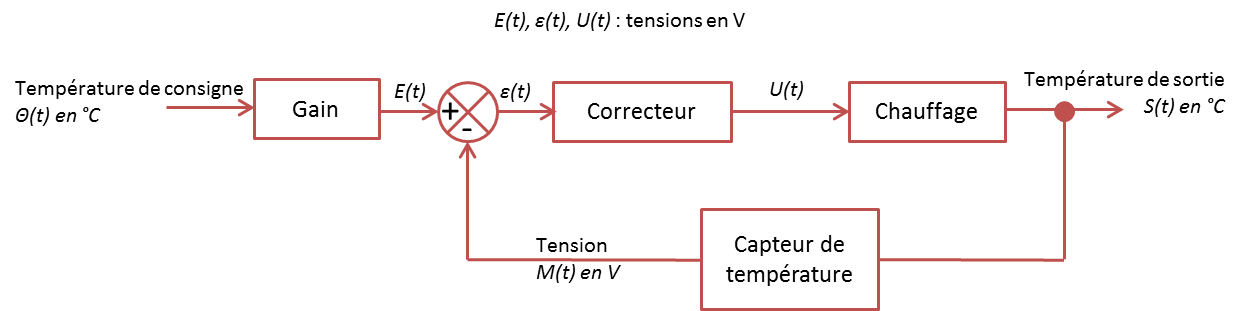 E(t), ε(t), U(t) : tensions en V
Température de consigne
Θ(t) en °C
Gain
E(t)
+
-
ε(t)
Correcteur
U(t)
Chauffage
Température de sortie
S(t) en °C
Tension
M(t) en V
Capteur de
température